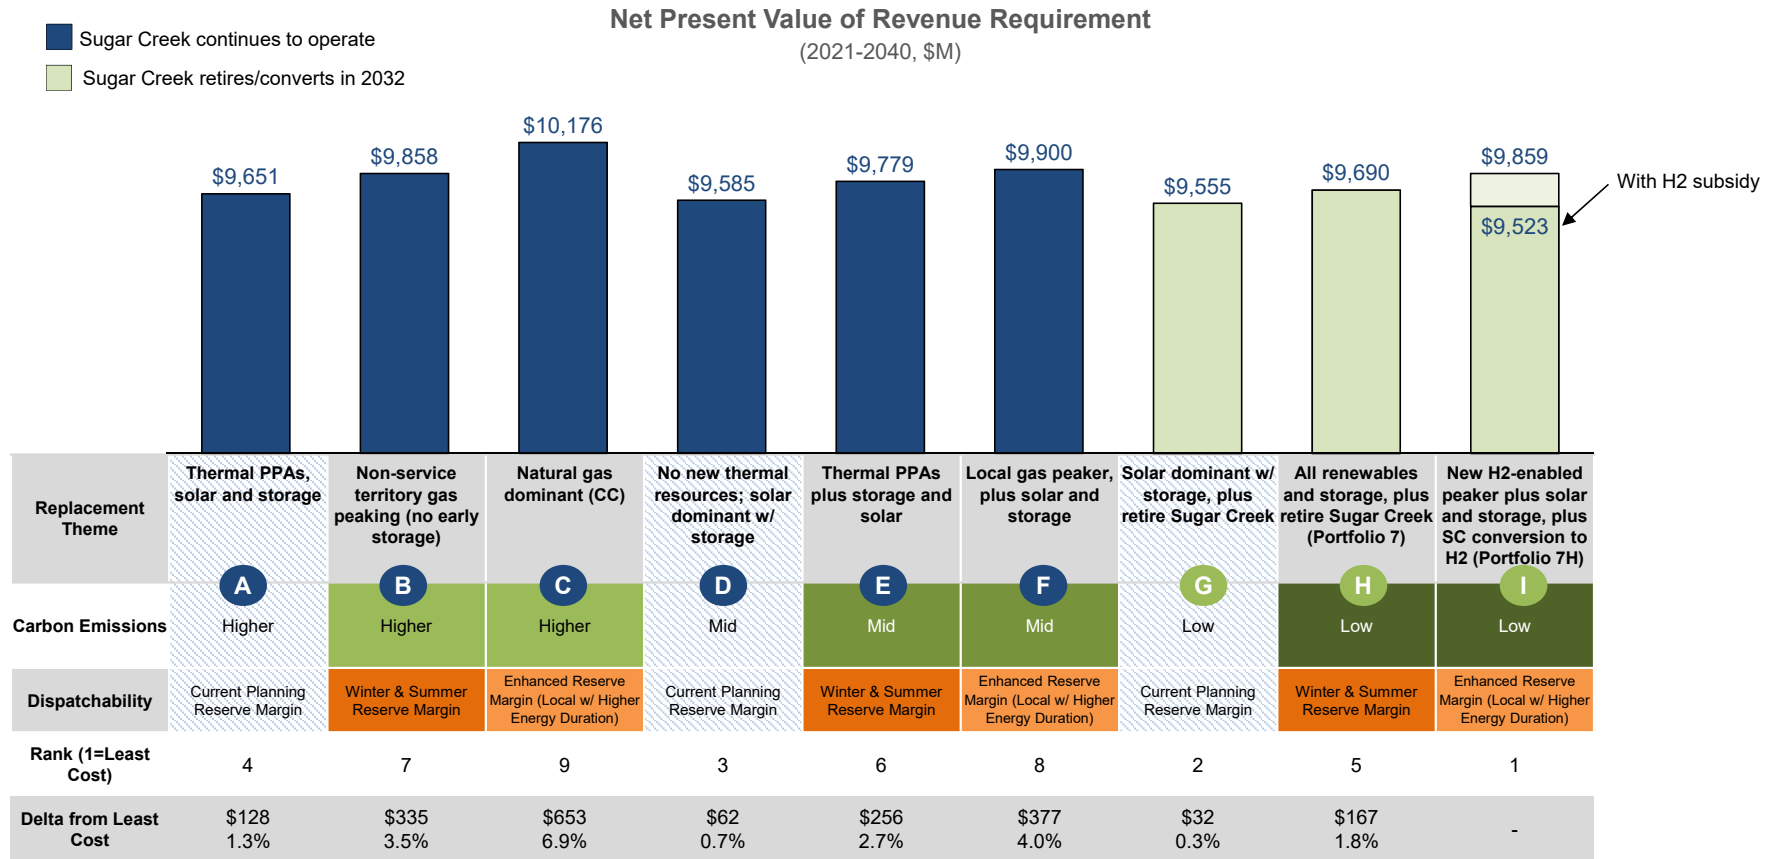 Net Present Value of Revenue Requirement
(2021-2040, $M)
Sugar Creek continues to operate
Sugar Creek retires/converts in 2032
$9,651
$9,858
$10,176
$9,585
$9,779
$9,900
$9,555
$9,690
$9,859
$9,523
With H2 subsidy
Replacement
Theme
Thermal PPAs,
solar and storage
Non-service
territory gas
peaking (no early
storage)
Natural gas
dominant (CC)
No new thermal
resources; solar
dominant w/
storage
Thermal PPAs
plus storage and
solar
Local gas peaker,
plus solar and
storage
Solar dominant w/
storage, plus
retire Sugar Creek
All renewables
and storage, plus
retire Sugar Creek
(Portfolio 7)
New H2-enabled
peaker plus solar
and storage, plus
SC conversion to
H2 (Portfolio 7H)
A
B
C
D
E
F
G
H
I
Carbon Emissions
Higher
Higher
Higher
Mid
Mid
Mid
Low
Low
Low
Dispatchability
Current Planning
Reserve Margin
Winter & Summer
Reserve Margin
Enhanced Reserve
Margin (Local w/ Higher
Energy Duration)
Current Planning
Reserve Margin
Winter & Summer
Reserve Margin
Enhanced Reserve
Margin (Local w/ Higher
Energy Duration)
Current Planning
Reserve Margin
Winter & Summer
Reserve Margin
Enhanced Reserve
Margin (Local w/ Higher
Energy Duration)
Rank (1=Least
Cost)
4
7
9
3
6
8
2
5
1
Delta from Least
Cost
$128
1.3%
$335
3.5%
$653
6.9%
$62
0.7%
$256
2.7%
$377
4.0%
$32
0.3%
$167
1.8%
-